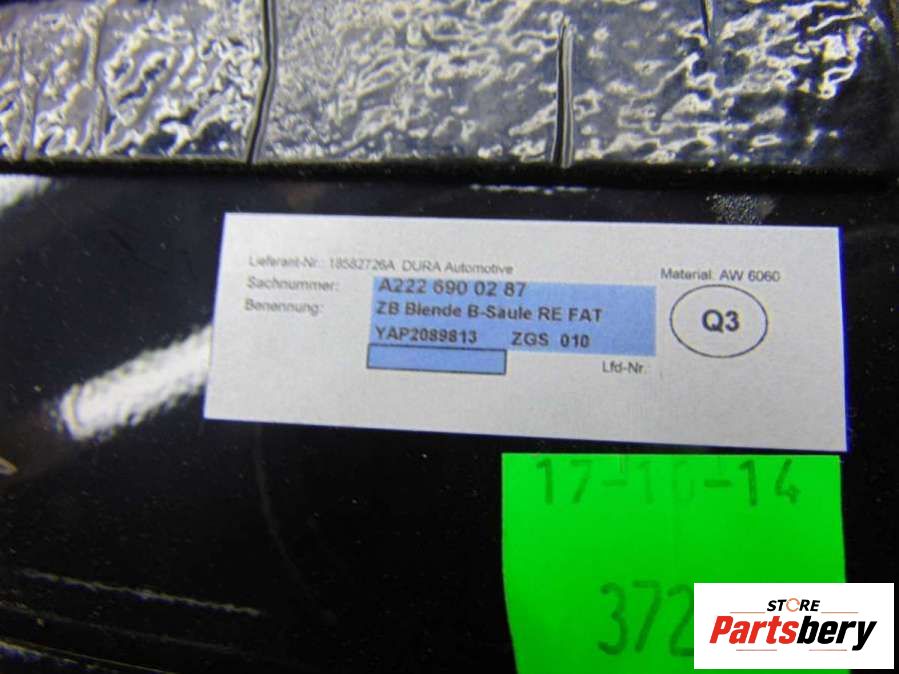 Lieferant-Nr.: 18582726A DURA Automotive
Material: AW 6060
Sachnummer: A222 690 02 87
Benennung: ZB Blende B-Saule RE FAT
YAP2089813 ZGS 010
Q3
Lfd-Nr.
17-10-14
372
STORE
Partsbery